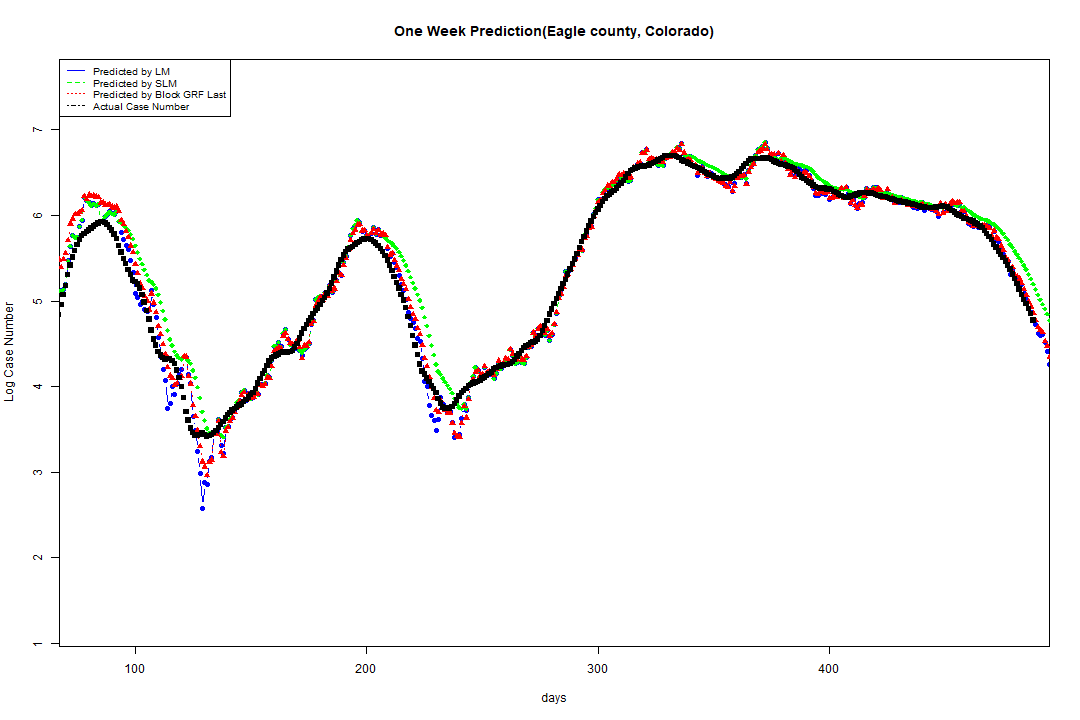 One Week Prediction(Eagle county, Colorado)
Predicted by LM
Predicted by SLM
Predicted by Block GRF Last
Actual Case Number
7
6
5
4
3
2
1
Log Case Number
100 200 300 400
days